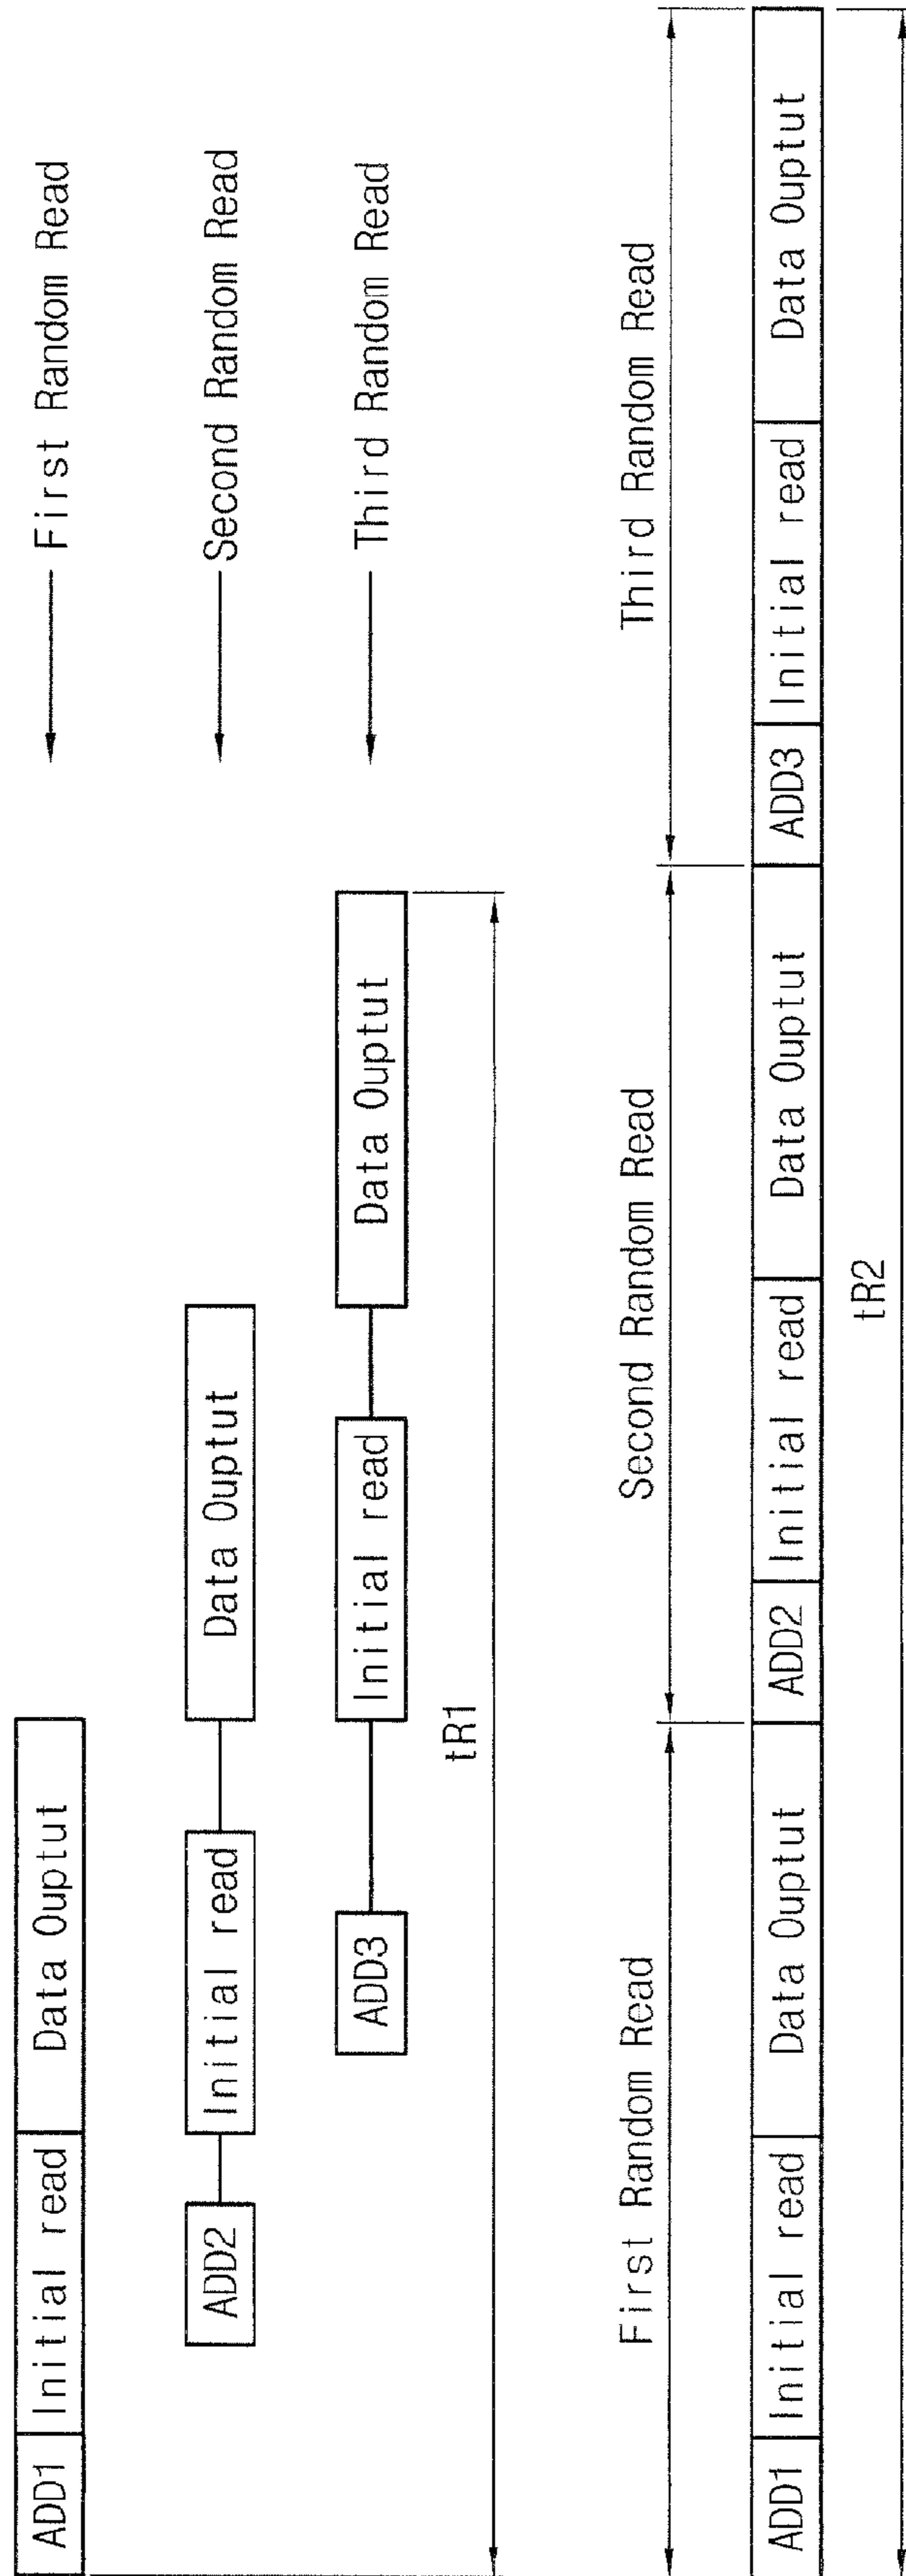 ADD1 Initial read Data Ouptut First Random Read
ADD2 Initial read Data Ouptut Second Random Read
ADD3 Initial read Data Ouptut Third Random Read
tR1
First Random Read Second Random Read Third Random Read
ADD1 Initial read Data Ouptut ADD2 Initial read Data Ouptut ADD3 Initial read Data Ouptut
tR2